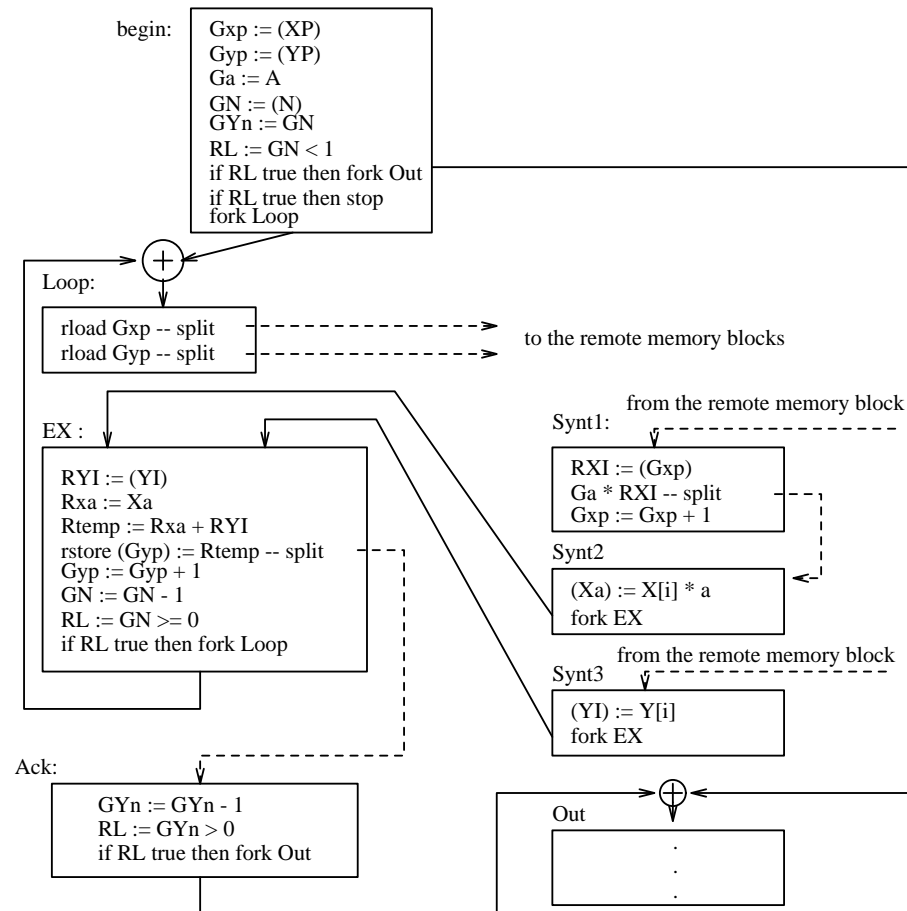 begin:
Gxp := (XP)
Gyp := (YP)
Ga := A
GN := (N)
GYn := GN
RL := GN < 1
if RL true then fork Out
if RL true then stop
fork Loop
+
Loop:
rload Gxp -- split
rload Gyp -- split
to the remote memory blocks
EX :
RYI := (YI)
Rxa := Xa
Rtemp := Rxa + RYI
rstore (Gyp) := Rtemp -- split
Gyp := Gyp + 1
GN := GN - 1
RL := GN >= 0
if RL true then fork Loop
from the remote memory block
Synt1:
RXI := (Gxp)
Ga * RXI -- split
Gxp := Gxp + 1
Synt2
(Xa) := X[i] * a
fork EX
from the remote memory block
Synt3
(YI) := Y[i]
fork EX
Ack:
GYn := GYn - 1
RL := GYn > 0
if RL true then fork Out
+
Out
.
.
.